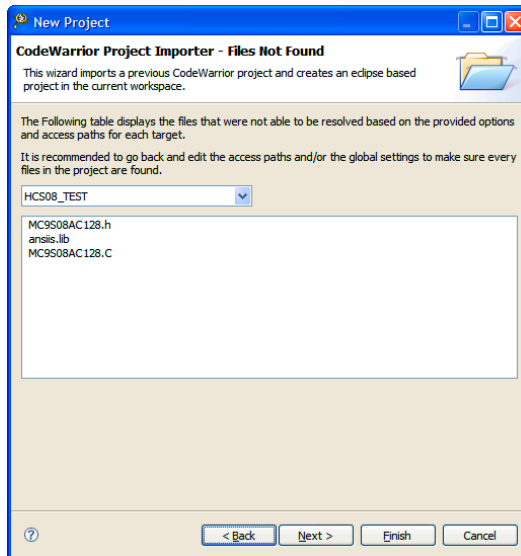 New Project
CodeWarrior Project Importer - Files Not Found
This wizard imports a previous CodeWarrior project and creates an eclipse based
project in the current workspace.
The Following table displays the files that were not able to be resolved based on the provided options
and access paths for each target.
It is recommended to go back and edit the access paths and/or the global settings to make sure every
files in the project are found.
HCS08_TEST
MC9S08AC128.h
ansiis.lib
MC9S08AC128.C
< Back Next > Finish Cancel